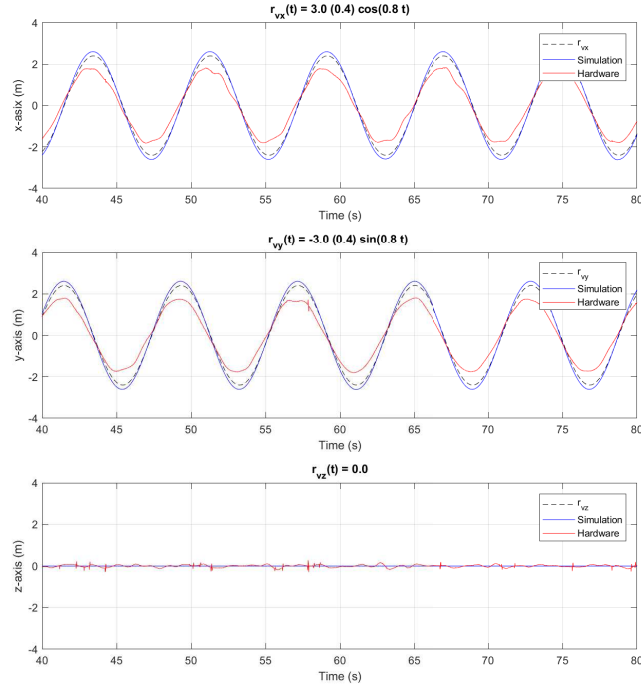 r_vx(t) = 3.0 (0.4) cos(0.8 t)
x-asix (m)
4
2
0
-2
-4
r_vx
Simulation
Hardware
40 45 50 55 60 65 70 75 80
Time (s)
r_vy(t) = -3.0 (0.4) sin(0.8 t)
y-axis (m)
4
2
0
-2
-4
r_vy
Simulation
Hardware
40 45 50 55 60 65 70 75 80
Time (s)
r_vz(t) = 0.0
z-axis (m)
4
2
0
-2
-4
r_vz
Simulation
Hardware
40 45 50 55 60 65 70 75 80
Time (s)